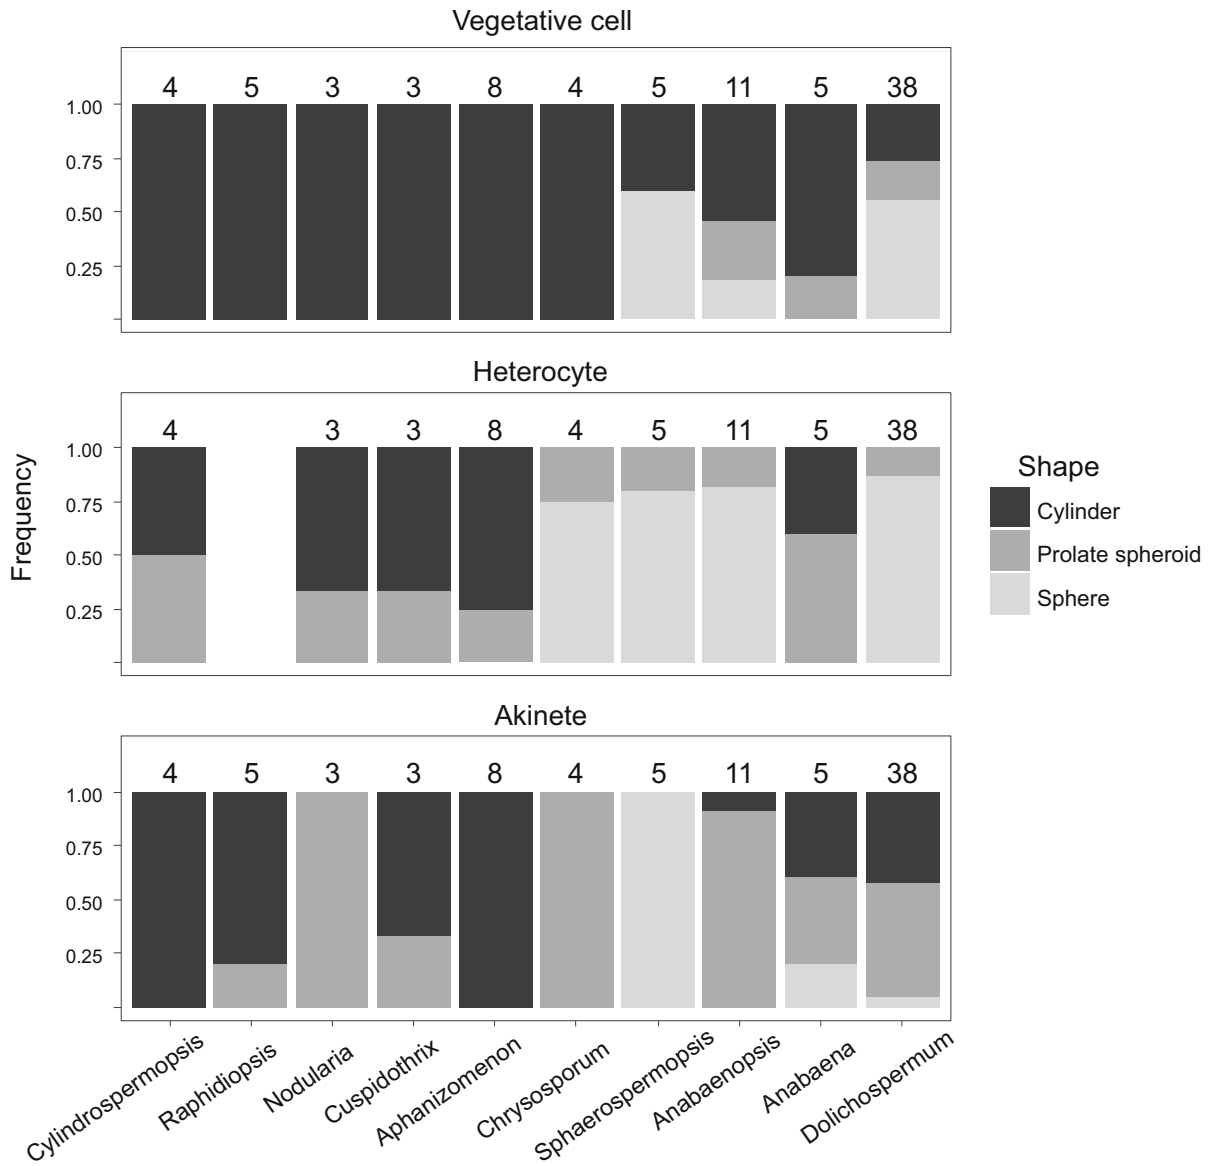 Vegetative cell
4 5 3 3 8 4 5 11 5 38
1.00
0.75
0.50
0.25
Heterocyte
4 3 3 8 4 5 11 5 38
1.00
0.75
0.50
0.25
Frequency
Shape
Cylinder
Prolate spheroid
Sphere
Akinete
4 5 3 3 8 4 5 11 5 38
1.00
0.75
0.50
0.25
Cylindrospermopsis
Raphidiopsis
Nodularia
Cuspidothrix
Aphanizomenon
Chrysosporum
Sphaerospermopsis
Anabaenopsis
Anabaena
Dolichospermum